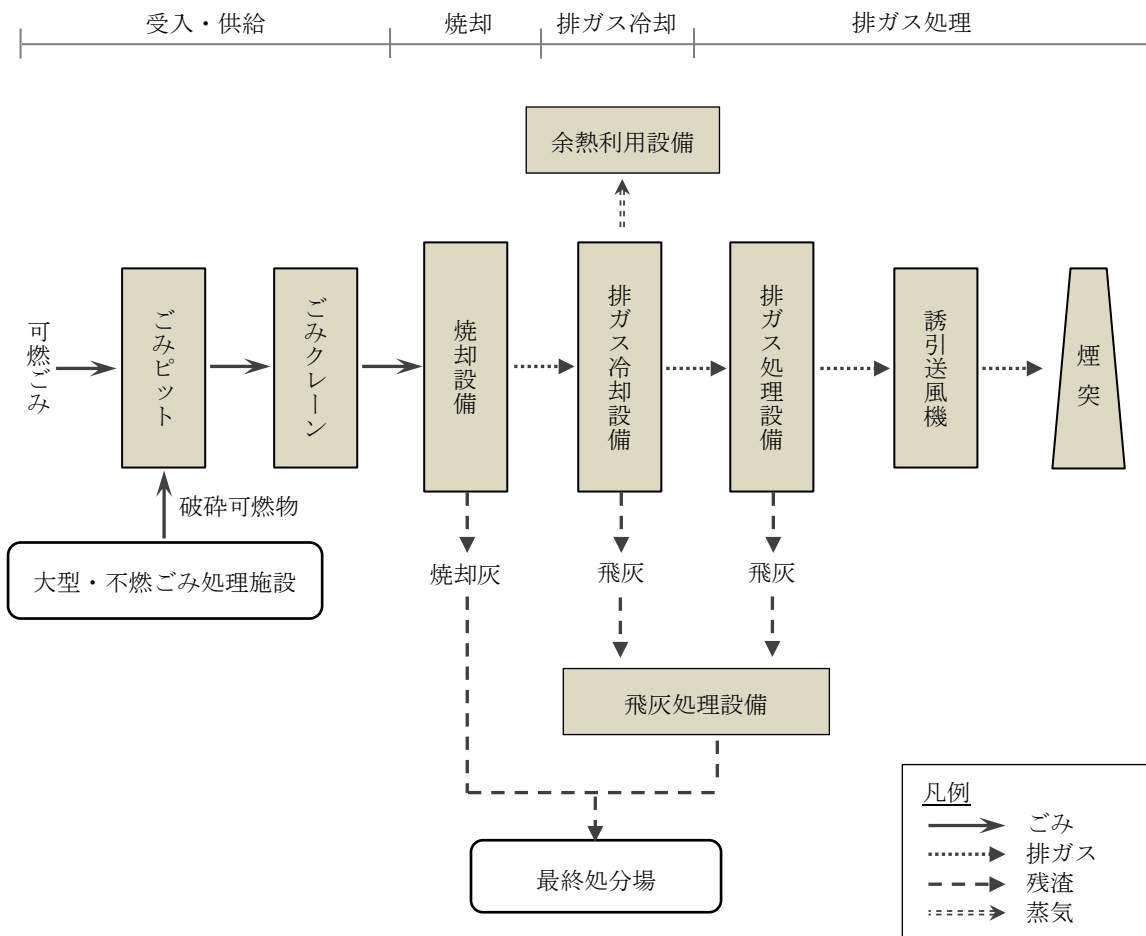 受入・供給
焼却
排ガス冷却
排ガス処理
余熱利用設備
可燃ごみ
ごみピット
ごみクレーン
焼却設備
排ガス冷却設備
排ガス処理設備
誘引送風機
煙突
破砕可燃物
大型・不燃ごみ処理施設
焼却灰
飛灰
飛灰
飛灰処理設備
最終処分場
凡例
ごみ
排ガス
残渣
蒸気